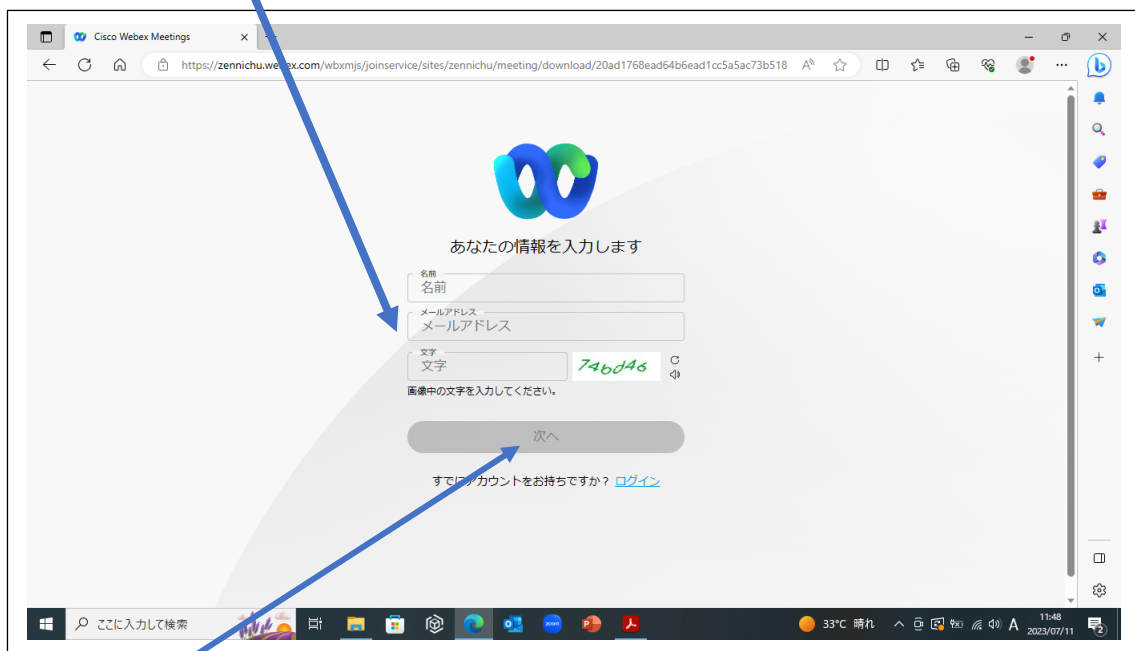 Cisco Webex Meetings
https://zennichu.webex.com/wbxmjs/joinservice/sites/zennichu/meeting/download/20ad1768ead64b6ead1cc5a5ac73b518
あなたの情報を入力します
名前
名前
メールアドレス
メールアドレス
文字
文字
74bd46
画像中の文字を入力してください。
次へ
すでにアカウントをお持ちですか? ログイン
ここに入力して検索
zoom
33°C 晴れ
A
11:48
2023/07/11
2